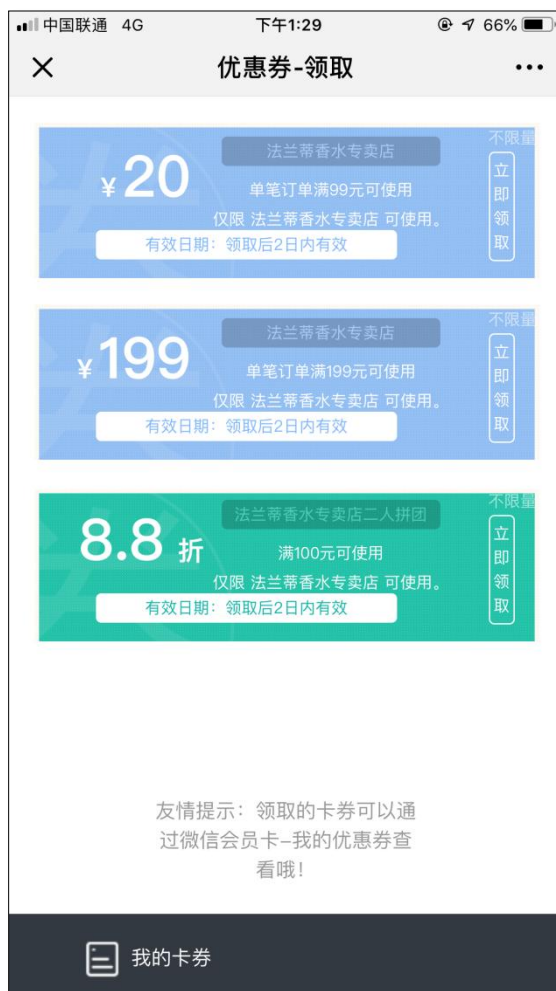 中国联通 4G 下午1:29 66%
优惠券-领取
不限量
法兰蒂香水专卖店
¥20
单笔订单满99元可使用
仅限 法兰蒂香水专卖店 可使用。
有效日期：领取后2日内有效
立即领取
不限量
法兰蒂香水专卖店
¥199
单笔订单满199元可使用
仅限 法兰蒂香水专卖店 可使用。
有效日期：领取后2日内有效
立即领取
不限量
法兰蒂香水专卖店二人拼团
8.8 折
满100元可使用
仅限 法兰蒂香水专卖店 可使用。
有效日期：领取后2日内有效
立即领取
友情提示：领取的卡券可以通
过微信会员卡–我的优惠券查
看哦！
我的卡券